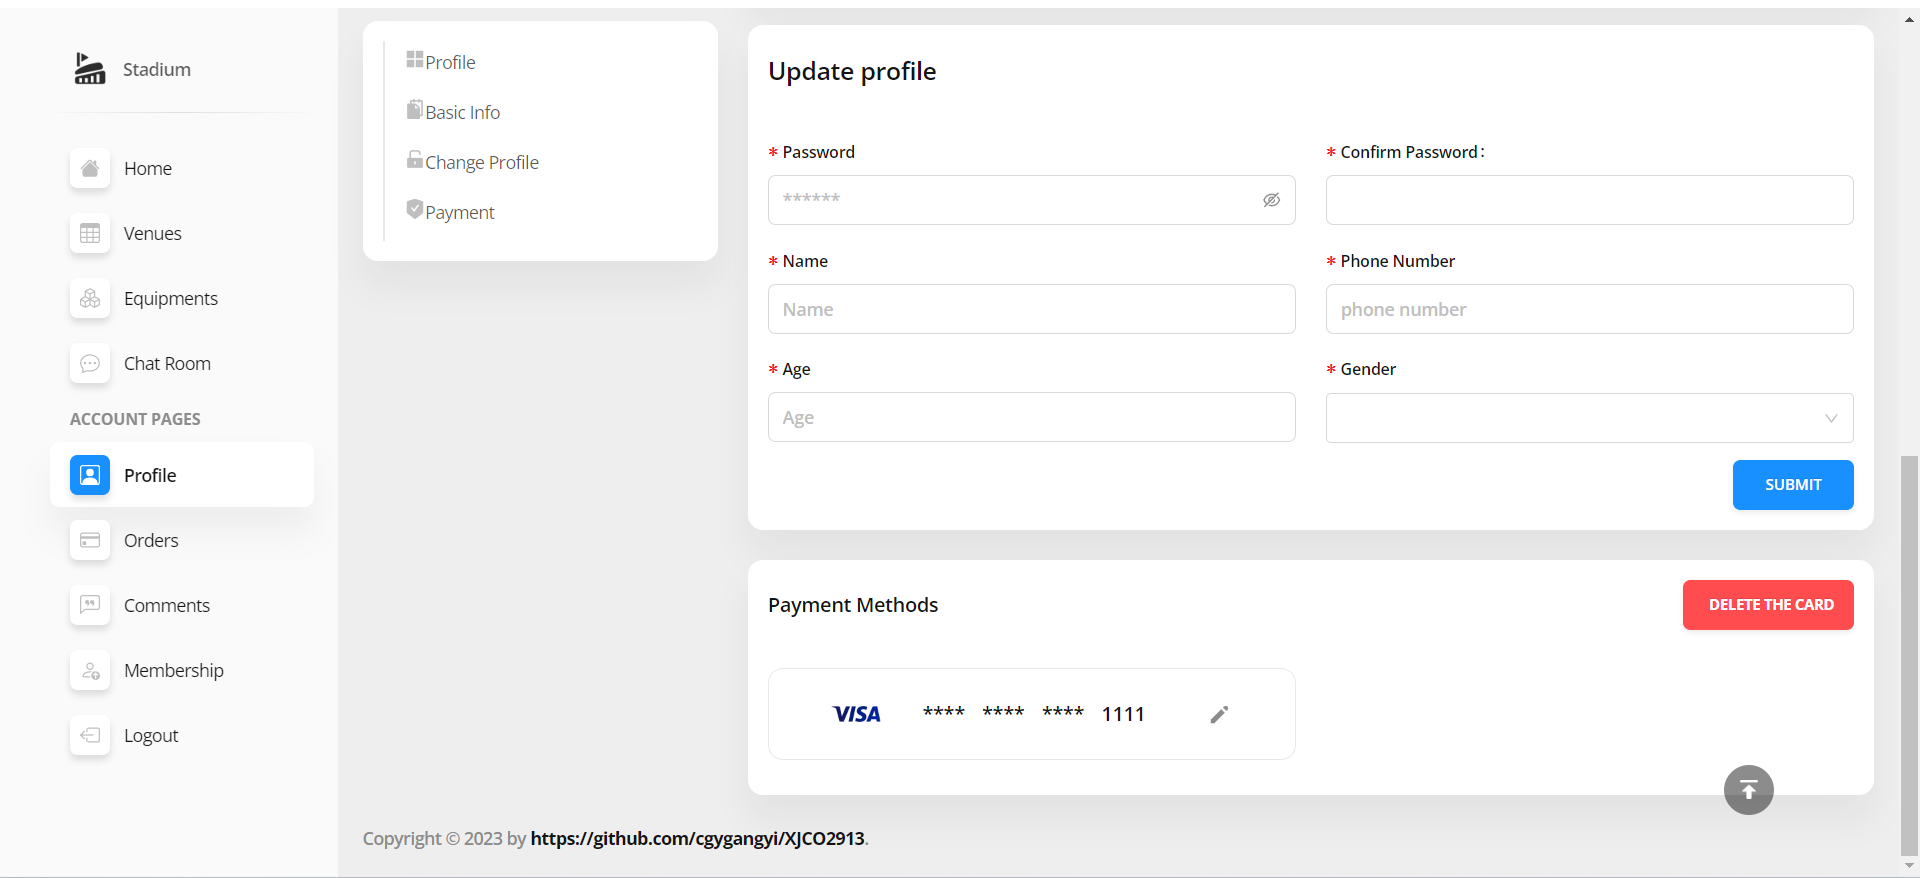 Stadium
Home
Venues
Equipments
Chat Room
ACCOUNT PAGES
Profile
Orders
Comments
Membership
Logout
Profile
Basic Info
Change Profile
Payment
Update profile
* Password
******
* Confirm Password:
* Name
Name
* Phone Number
phone number
* Age
Age
* Gender
SUBMIT
Payment Methods
DELETE THE CARD
VISA **** **** **** 1111
Copyright © 2023 by https://github.com/cgygangyi/XJCO2913.